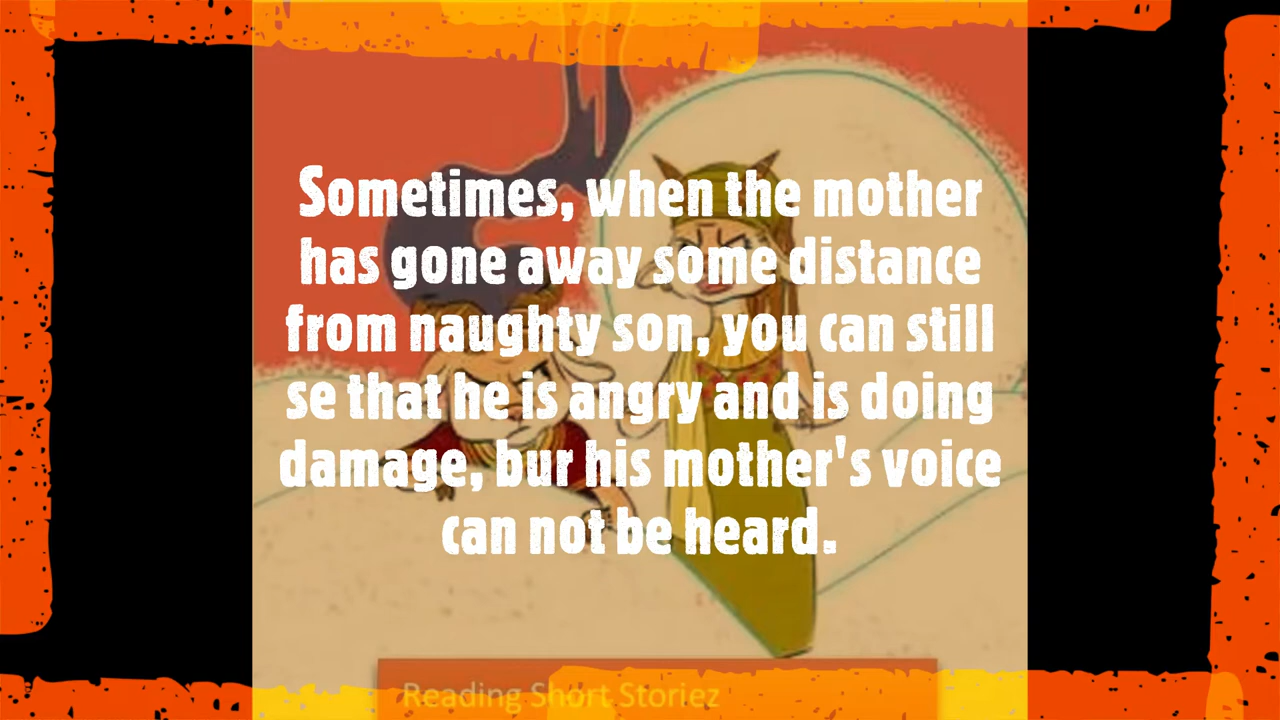 Sometimes, when the mother
has gone away some distance
from naughty son, you can still
se that he is angry and is doing
damage, bur his mother's voice
can not be heard.
Reading Short Storiez